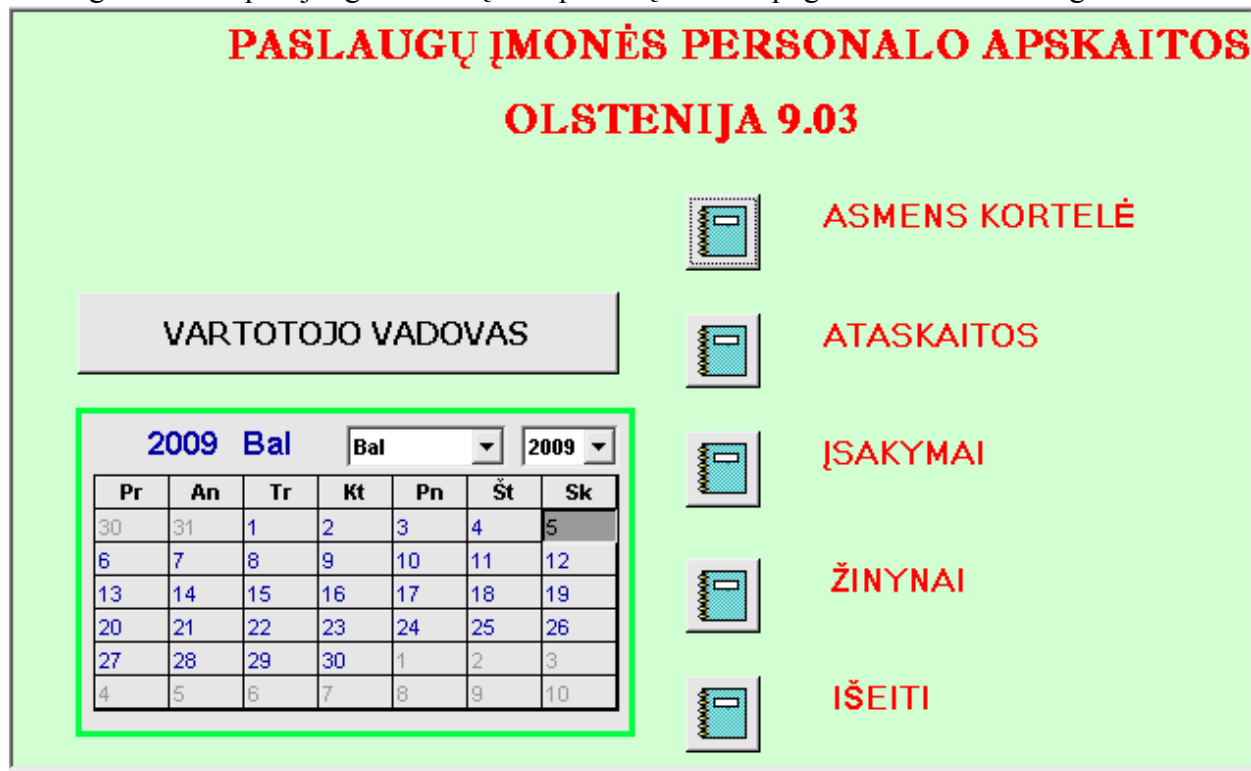 PASLAUGŲ ĮMONĖS PERSONALO APSKAITOS
OLSTENIJA 9.03
ASMENS KORTELĖ
VARTOTOJO VADOVAS
ATASKAITOS
2009 Bal Bal 2009
ĮSAKYMAI
Pr An Tr Kt Pn Št Sk
30 31 1 2 3 4 5
6 7 8 9 10 11 12
13 14 15 16 17 18 19
20 21 22 23 24 25 26
27 28 29 30 1 2 3
4 5 6 7 8 9 10
ŽINYNAI
IŠEITI